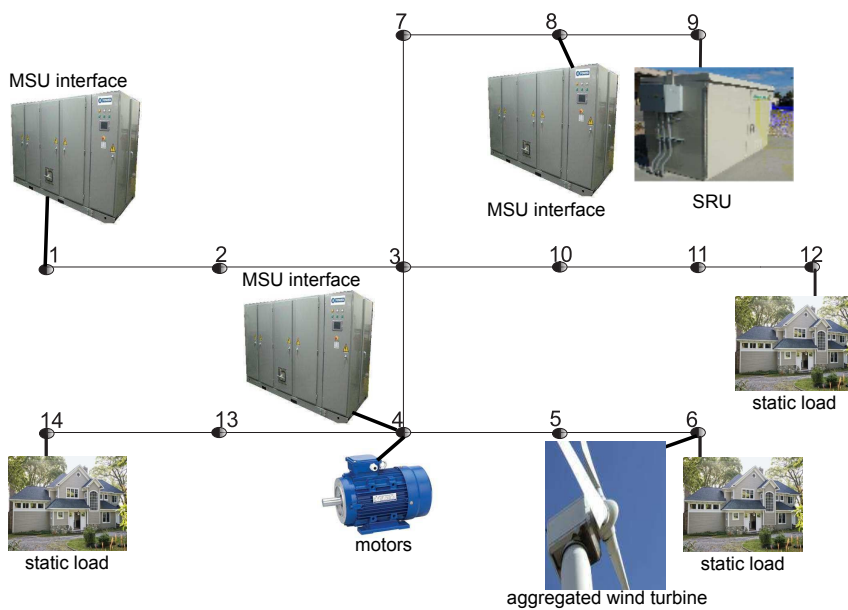 7
8
9
MSU interface
MSU interface
SRU
1
2
3
10
11
12
MSU interface
static load
14
13
4
5
6
static load
motors
static load
aggregated wind turbine